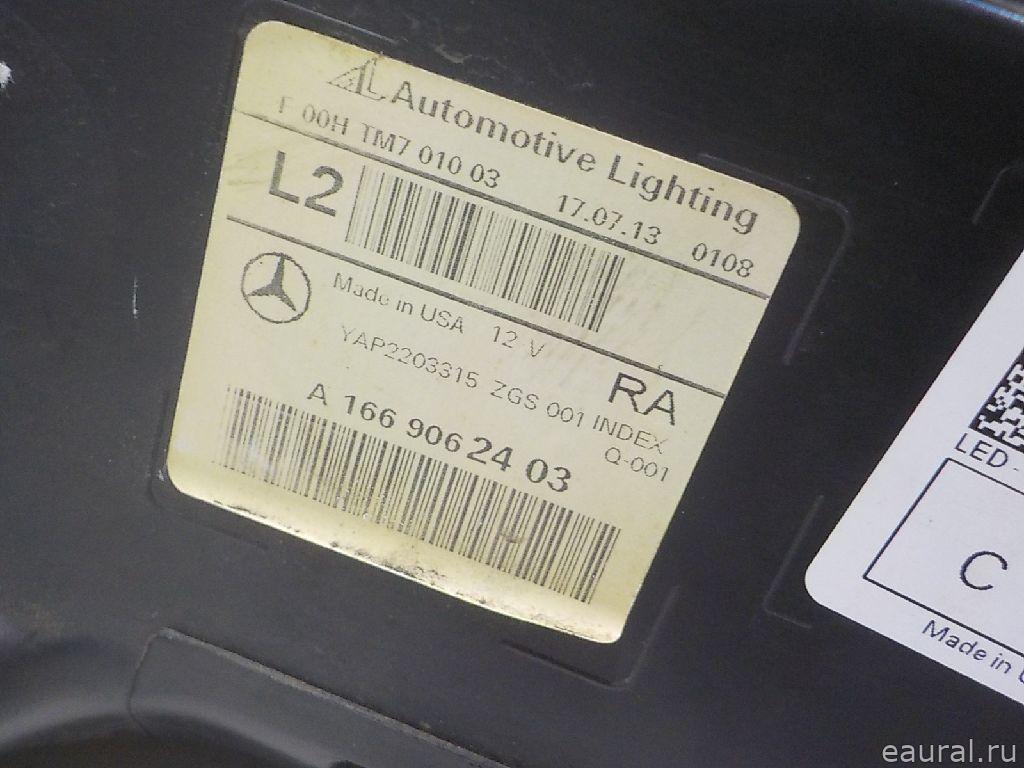 AL Automotive Lighting
F 00H TM7 010 03 17.07.13 0108
L2
Made in USA 12 V
RA
YAP2203315 ZGS 001 INDEX
Q-001
A 166 906 24 03
LED -
C
Made in
eaural.ru